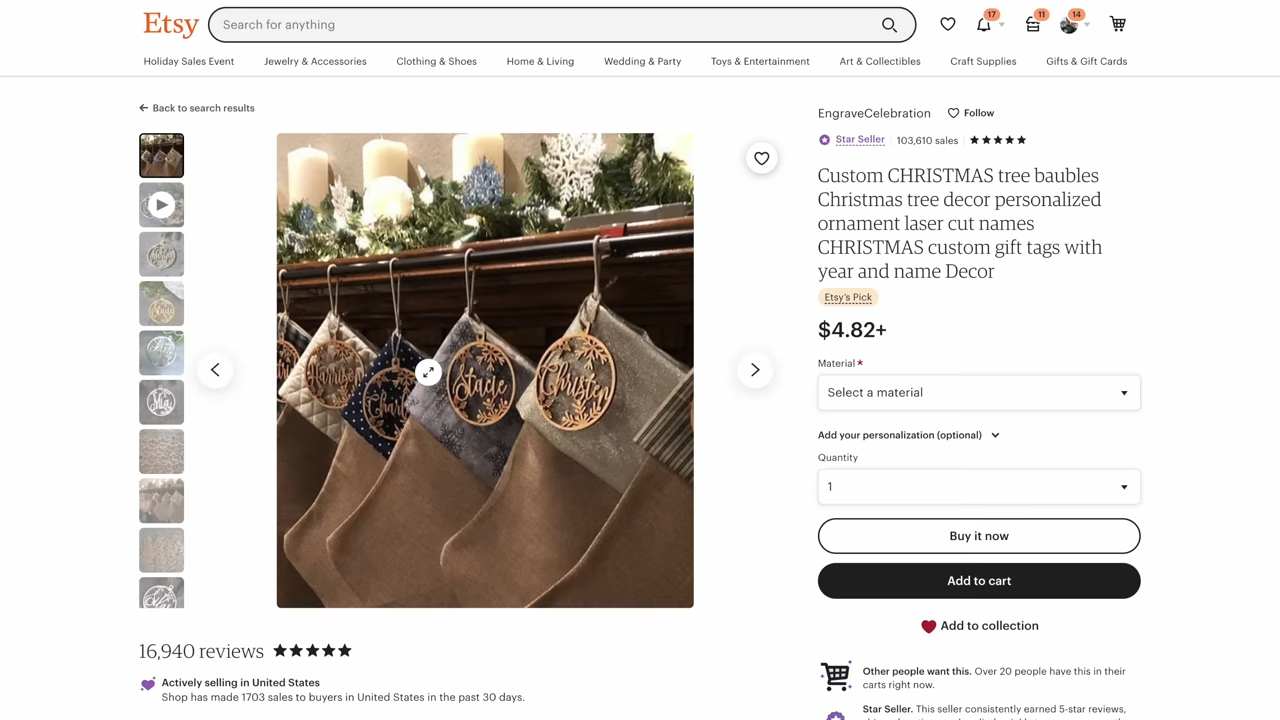 Etsy
Search for anything
17
11
14
Holiday Sales Event
Jewelry & Accessories
Clothing & Shoes
Home & Living
Wedding & Party
Toys & Entertainment
Art & Collectibles
Craft Supplies
Gifts & Gift Cards
Back to search results
Harrison
Stacie
Christen
EngraveCelebration
Follow
Star Seller
103,610 sales
Custom CHRISTMAS tree baubles
Christmas tree decor personalized
ornament laser cut names
CHRISTMAS custom gift tags with
year and name Decor
Etsy's Pick
$4.82+
Material *
Select a material
Add your personalization (optional)
Quantity
1
Buy it now
Add to cart
Add to collection
Other people want this. Over 20 people have this in their
carts right now.
Star Seller. This seller consistently earned 5-star reviews,
16,940 reviews
Actively selling in United States
Shop has made 1703 sales to buyers in United States in the past 30 days.